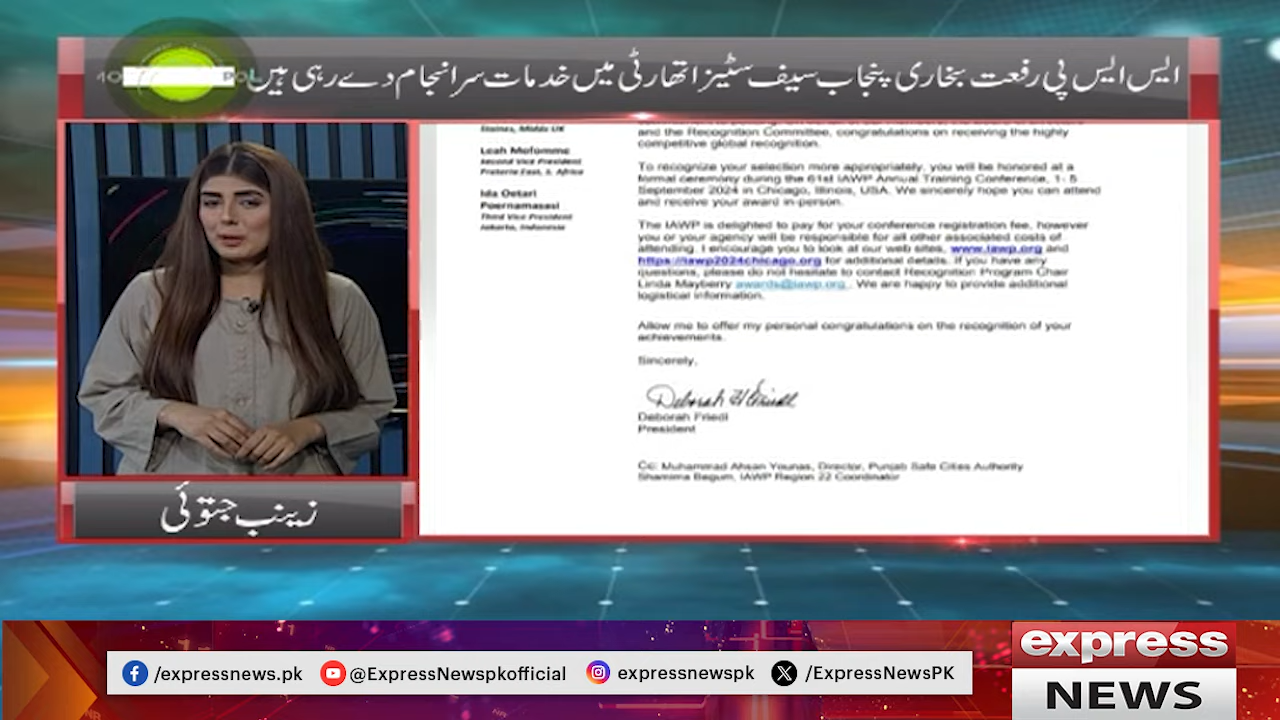 ایس ایس پی رفعت بخاری پنجاب سیف سٹیز اتھارٹی میں خدمات سرانجام دے رہی ہیں
Leah Mofomme
Second Vice President
Pretoria East, S. Africa
Ida Oetari
Poernamasasi
Third Vice President
Jakarta, Indonesia
and the Recognition Committee, congratulations on receiving the highly
competitive global recognition.
To recognize your selection more appropriately, you will be honored at a
formal ceremony during the 61st IAWP Annual Training Conference, 1- 5
September 2024 in Chicago, Illinois, USA. We sincerely hope you can attend
and receive your award in-person.
The IAWP is delighted to pay for your conference registration fee, however
you or your agency will be responsible for all other associated costs of
attending. I encourage you to look at our web sites, www.iawp.org and
https://iawp2024chicago.org for additional details. If you have any
questions, please do not hesitate to contact Recognition Program Chair
Linda Mayberry awards@iawp.org. We are happy to provide additional
logistical information.
Allow me to offer my personal congratulations on the recognition of your
achievements.
Sincerely,
Deborah Friedl
Deborah Friedl
President
Cc: Muhammad Ahsan Younas, Director, Punjab Safe Cities Authority
Shamima Begum, IAWP Region 22 Coordinator
زینب جتوئی
/expressnews.pk @ExpressNewspkofficial expressnewspk /ExpressNewsPK
express
NEWS